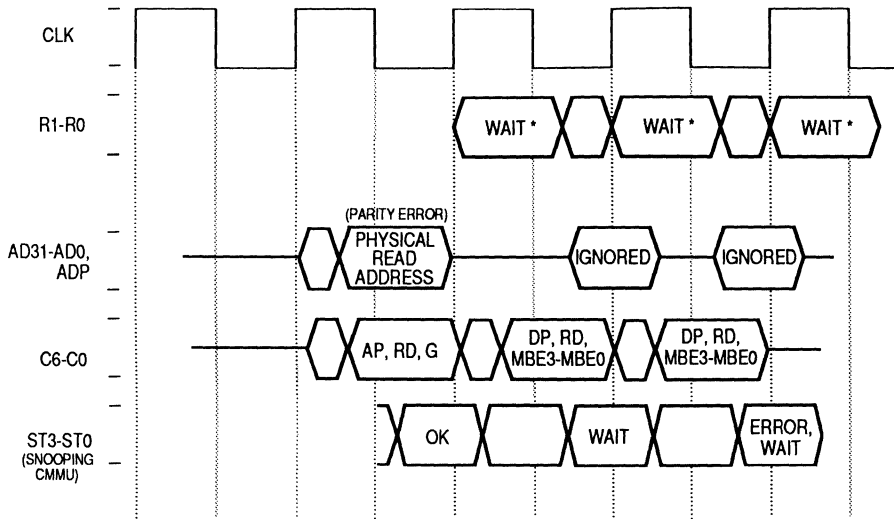 CLK
R1-R0
WAIT *
WAIT *
WAIT *
(PARITY ERROR)
AD31-AD0,
ADP
PHYSICAL
READ
ADDRESS
IGNORED
IGNORED
C6-C0
AP, RD, G
DP, RD,
MBE3-MBE0
DP, RD,
MBE3-MBE0
ST3-ST0
(SNOOPING
CMMU)
OK
WAIT
ERROR,
WAIT